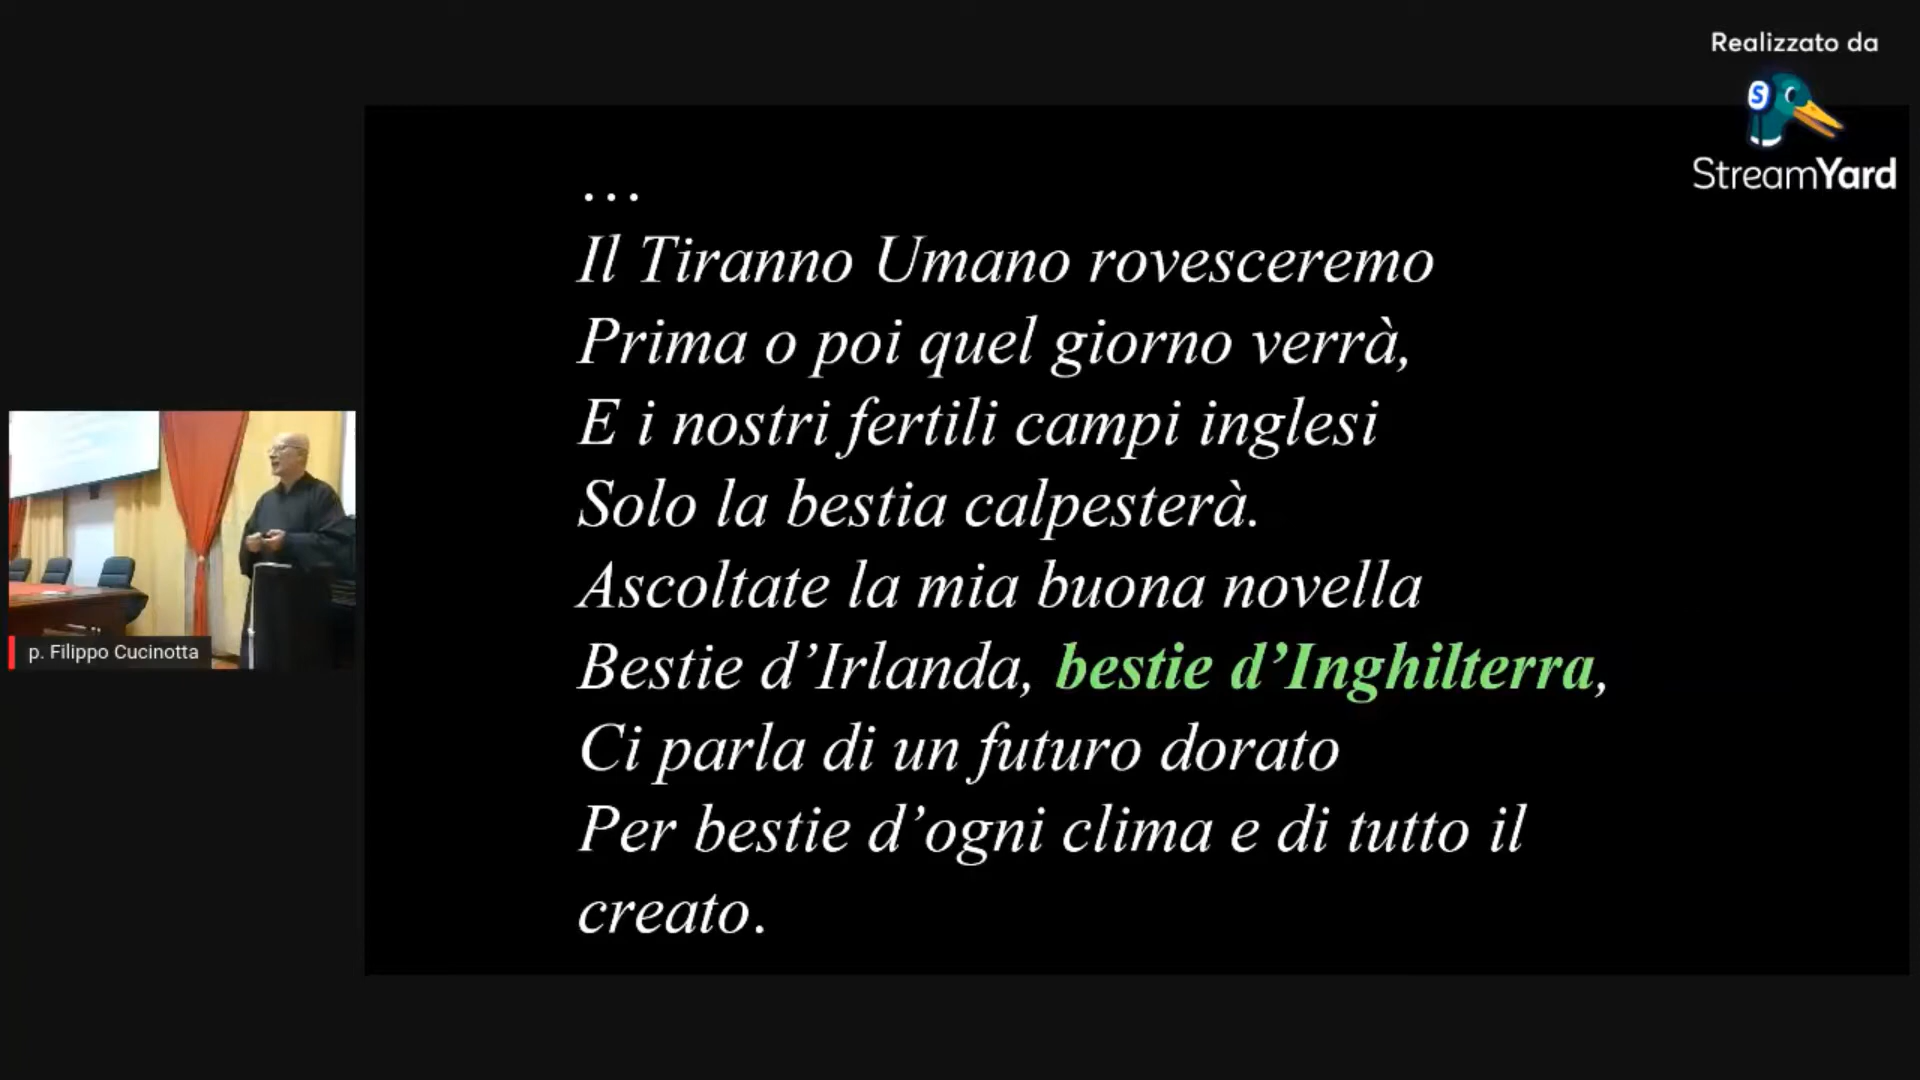 Realizzato da
StreamYard
…
Il Tiranno Umano rovesceremo
Prima o poi quel giorno verrà,
E i nostri fertili campi inglesi
Solo la bestia calpesterà.
Ascoltate la mia buona novella
Bestie d’Irlanda, bestie d’Inghilterra,
Ci parla di un futuro dorato
Per bestie d’ogni clima e di tutto il
creato.
p. Filippo Cucinotta